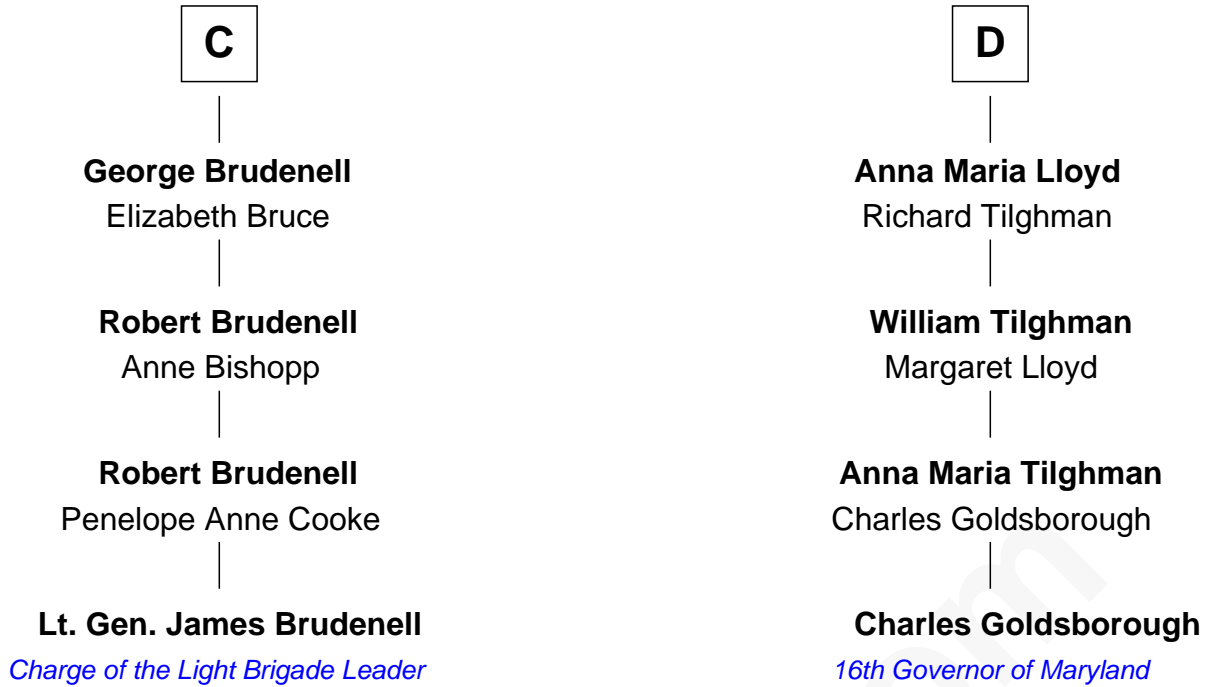 C
George Brudenell
Elizabeth Bruce
Robert Brudenell
Anne Bishopp
Robert Brudenell
Penelope Anne Cooke
Lt. Gen. James Brudenell
Charge of the Light Brigade Leader
D
Anna Maria Lloyd
Richard Tilghman
William Tilghman
Margaret Lloyd
Anna Maria Tilghman
Charles Goldsborough
Charles Goldsborough
16th Governor of Maryland